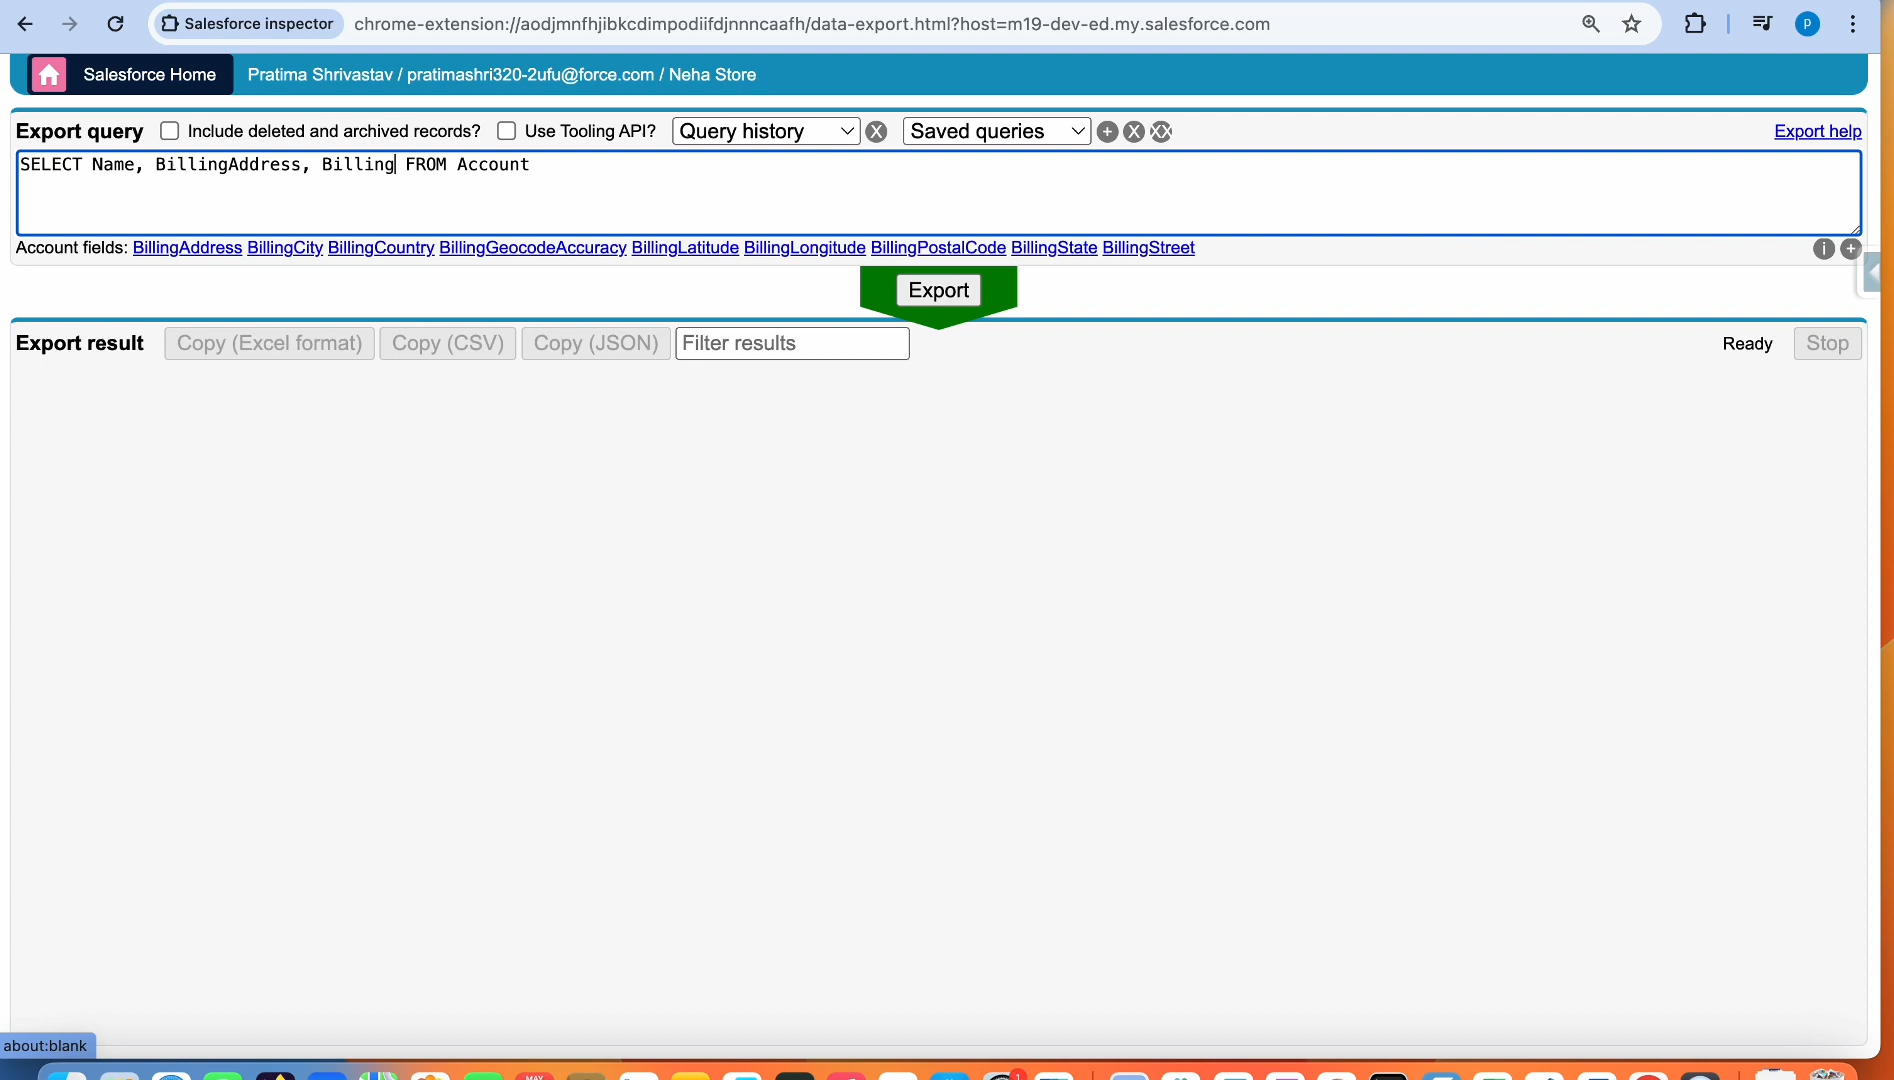 Salesforce inspector chrome-extension://aodjmnfhjibkcdimpodiifdjnnncaafh/data-export.html?host=m19-dev-ed.my.salesforce.com P
Salesforce Home Pratima Shrivastav / pratimashri320-2ufu@force.com / Neha Store
Export query Include deleted and archived records? Use Tooling API? Query history X Saved queries + X XX Export help
SELECT Name, BillingAddress, Billing FROM Account
Account fields: BillingAddress BillingCity BillingCountry BillingGeocodeAccuracy BillingLatitude BillingLongitude BillingPostalCode BillingState BillingStreet i +
Export
Export result Copy (Excel format) Copy (CSV) Copy (JSON) Filter results Ready Stop
about:blank
MAY 1